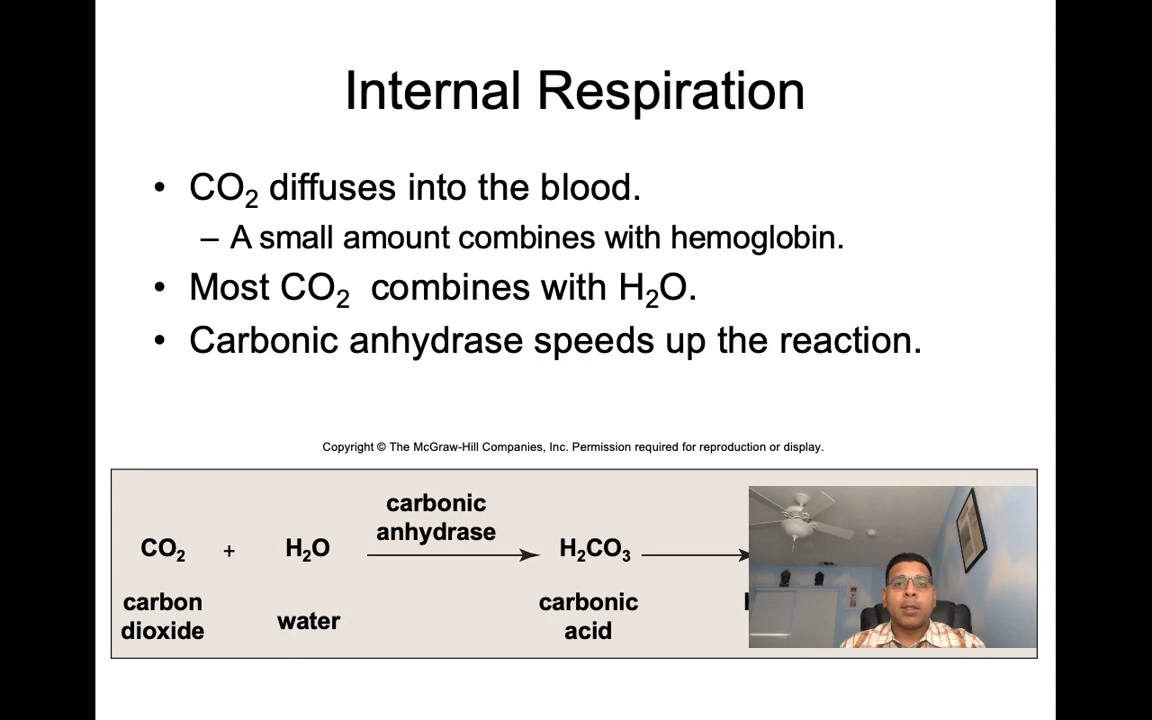 Internal Respiration
• CO₂ diffuses into the blood.
– A small amount combines with hemoglobin.
• Most CO₂ combines with H₂O.
• Carbonic anhydrase speeds up the reaction.
Copyright © The McGraw-Hill Companies, Inc. Permission required for reproduction or display.
carbonic
anhydrase
CO₂ + H₂O H₂CO₃
carbon
dioxide
water
carbonic
acid